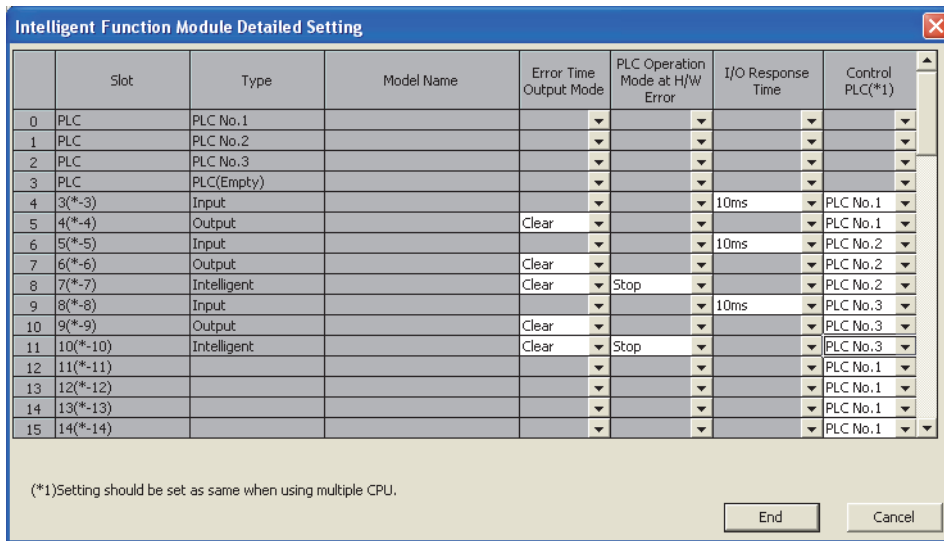 Intelligent Function Module Detailed Setting
Slot Type Model Name Error Time Output Mode PLC Operation Mode at H/W Error I/O Response Time Control PLC(*1)
0 PLC PLC No.1
1 PLC PLC No.2
2 PLC PLC No.3
3 PLC PLC(Empty)
4 3(*-3) Input 10ms PLC No.1
5 4(*-4) Output Clear PLC No.1
6 5(*-5) Input 10ms PLC No.2
7 6(*-6) Output Clear PLC No.2
8 7(*-7) Intelligent Clear Stop PLC No.2
9 8(*-8) Input 10ms PLC No.3
10 9(*-9) Output Clear PLC No.3
11 10(*-10) Intelligent Clear Stop PLC No.3
12 11(*-11) PLC No.1
13 12(*-12) PLC No.1
14 13(*-13) PLC No.1
15 14(*-14) PLC No.1
(*1)Setting should be set as same when using multiple CPU.
End Cancel